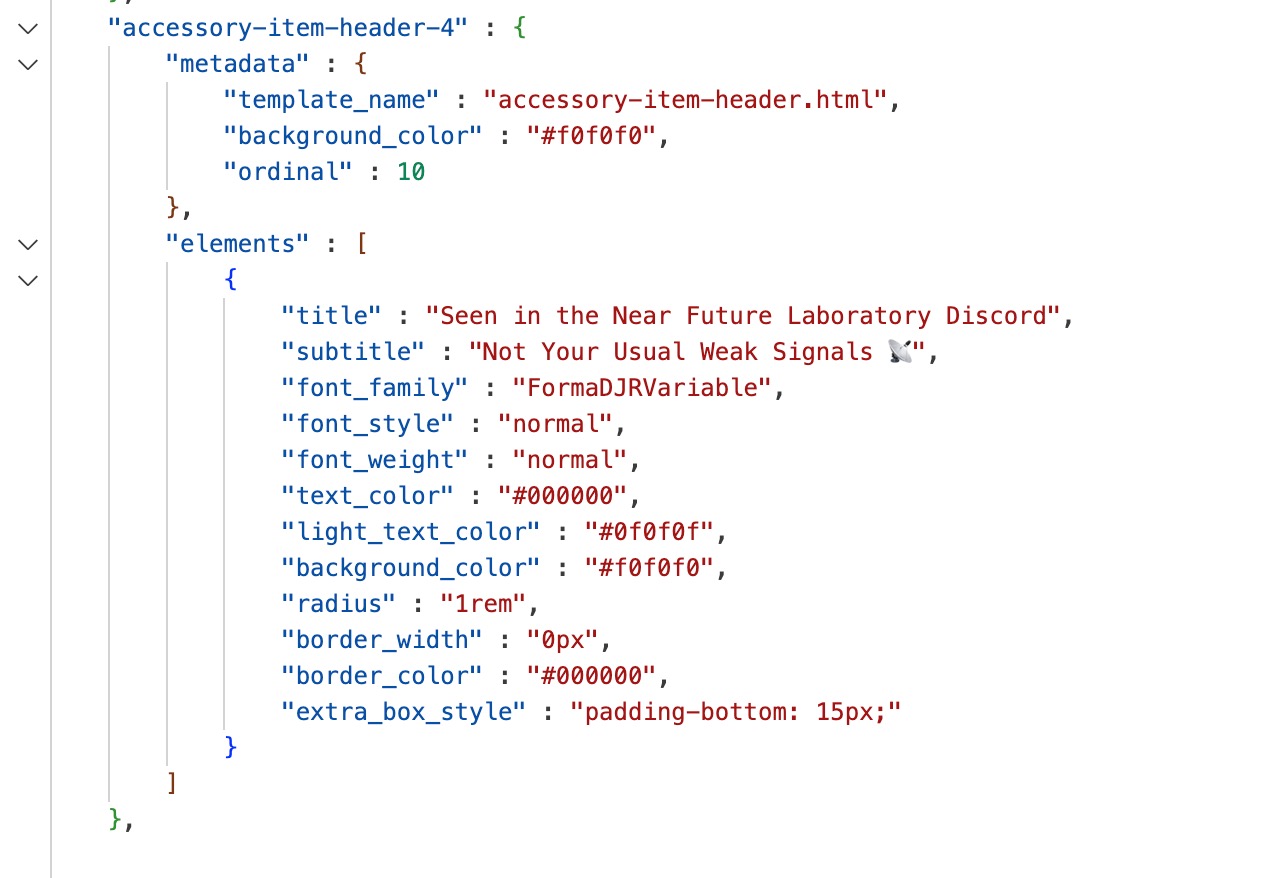 },
"accessory-item-header-4" : {
"metadata" : {
"template_name" : "accessory-item-header.html",
"background_color" : "#f0f0f0",
"ordinal" : 10
},
"elements" : [
{
"title" : "Seen in the Near Future Laboratory Discord",
"subtitle" : "Not Your Usual Weak Signals 📡",
"font_family" : "FormaDJRVariable",
"font_style" : "normal",
"font_weight" : "normal",
"text_color" : "#000000",
"light_text_color" : "#0f0f0f",
"background_color" : "#f0f0f0",
"radius" : "1rem",
"border_width" : "0px",
"border_color" : "#000000",
"extra_box_style" : "padding-bottom: 15px;"
}
]
},